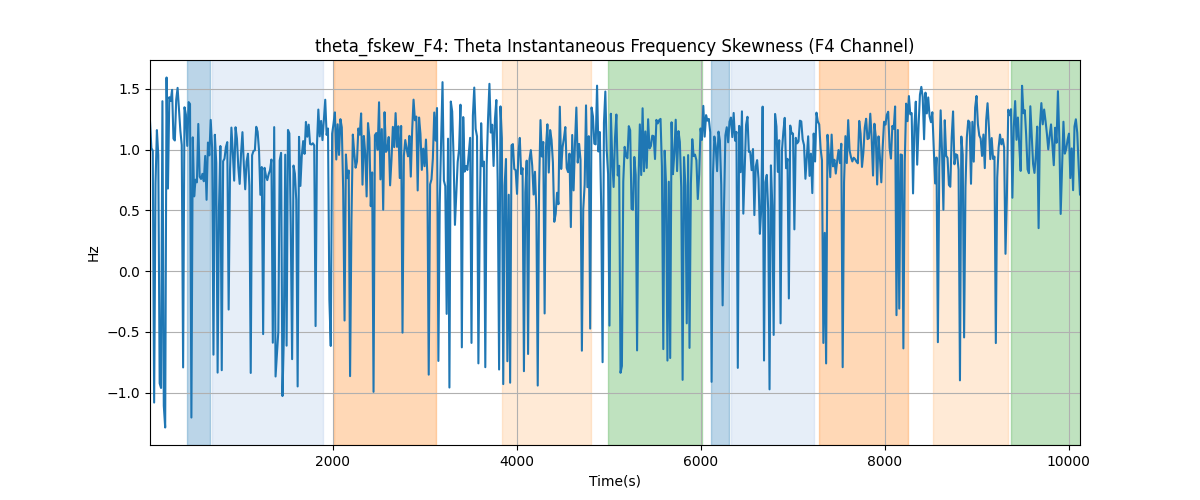 theta_fskew_F4: Theta Instantaneous Frequency Skewness (F4 Channel)
1.5
1.0
0.5
0.0
−0.5
−1.0
Hz
2000 4000 6000 8000 10000
Time(s)